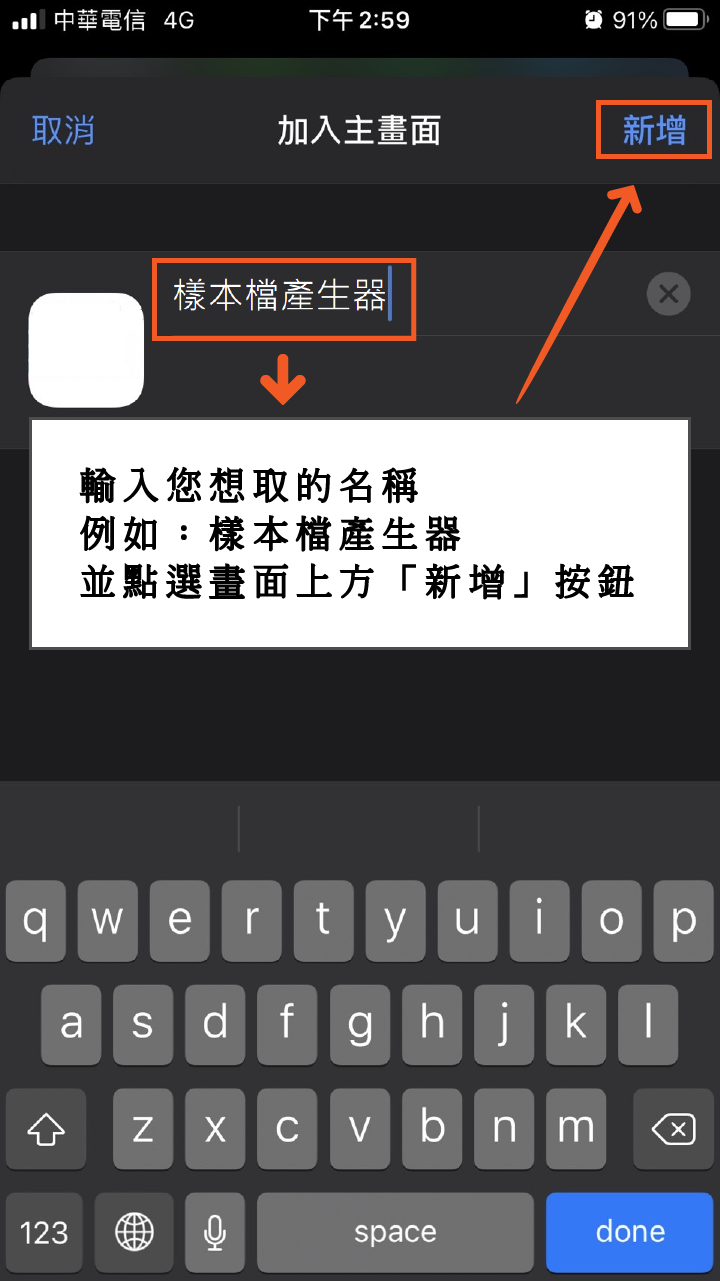 中華電信 4G 下午2:59 91%
取消 加入主畫面 新增
樣本檔產生器
輸入您想取的名稱
例如：樣本檔產生器
並點選畫面上方「新增」按鈕
q w e r t y u i o p
a s d f g h j k l
z x c v b n m
123 space done